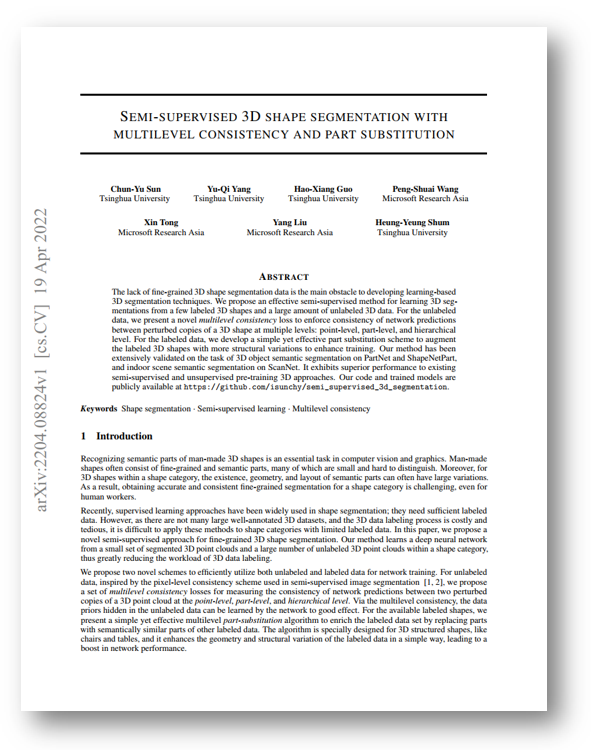 SEMI-SUPERVISED 3D SHAPE SEGMENTATION WITH
MULTILEVEL CONSISTENCY AND PART SUBSTITUTION
Chun-Yu Sun Yu-Qi Yang Hao-Xiang Guo Peng-Shuai Wang
Tsinghua University Tsinghua University Tsinghua University Microsoft Research Asia
Xin Tong Yang Liu Heung-Yeung Shum
Microsoft Research Asia Microsoft Research Asia Tsinghua University
ABSTRACT
The lack of fine-grained 3D shape segmentation data is the main obstacle to developing learning-based
3D segmentation techniques. We propose an effective semi-supervised method for learning 3D seg-
mentations from a few labeled 3D shapes and a large amount of unlabeled 3D data. For the unlabeled
data, we present a novel multilevel consistency loss to enforce consistency of network predictions
between perturbed copies of a 3D shape at multiple levels: point-level, part-level, and hierarchical
level. For the labeled data, we develop a simple yet effective part substitution scheme to augment
the labeled 3D shapes with more structural variations to enhance training. Our method has been
extensively validated on the task of 3D object semantic segmentation on PartNet and ShapeNetPart,
and indoor scene semantic segmentation on ScanNet. It exhibits superior performance to existing
semi-supervised and unsupervised pre-training 3D approaches. Our code and trained models are
publicly available at https://github.com/isunchy/semi_supervised_3d_segmentation.
Keywords Shape segmentation · Semi-supervised learning · Multilevel consistency
1 Introduction
Recognizing semantic parts of man-made 3D shapes is an essential task in computer vision and graphics. Man-made
shapes often consist of fine-grained and semantic parts, many of which are small and hard to distinguish. Moreover, for
3D shapes within a shape category, the existence, geometry, and layout of semantic parts can often have large variations.
As a result, obtaining accurate and consistent fine-grained segmentation for a shape category is challenging, even for
human workers.
Recently, supervised learning approaches have been widely used in shape segmentation; they need sufficient labeled
data. However, as there are not many large well-annotated 3D datasets, and the 3D data labeling process is costly and
tedious, it is difficult to apply these methods to shape categories with limited labeled data. In this paper, we propose a
novel semi-supervised approach for fine-grained 3D shape segmentation. Our method learns a deep neural network
from a small set of segmented 3D point clouds and a large number of unlabeled 3D point clouds within a shape category,
thus greatly reducing the workload of 3D data labeling.
We propose two novel schemes to efficiently utilize both unlabeled and labeled data for network training. For unlabeled
data, inspired by the pixel-level consistency scheme used in semi-supervised image segmentation [1, 2], we propose
a set of multilevel consistency losses for measuring the consistency of network predictions between two perturbed
copies of a 3D point cloud at the point-level, part-level, and hierarchical level. Via the multilevel consistency, the data
priors hidden in the unlabeled data can be learned by the network to good effect. For the available labeled shapes, we
present a simple yet effective multilevel part-substitution algorithm to enrich the labeled data set by replacing parts
with semantically similar parts of other labeled data. The algorithm is specially designed for 3D structured shapes, like
chairs and tables, and it enhances the geometry and structural variation of the labeled data in a simple way, leading to a
boost in network performance.
arXiv:2204.08824v1 [cs.CV] 19 Apr 2022